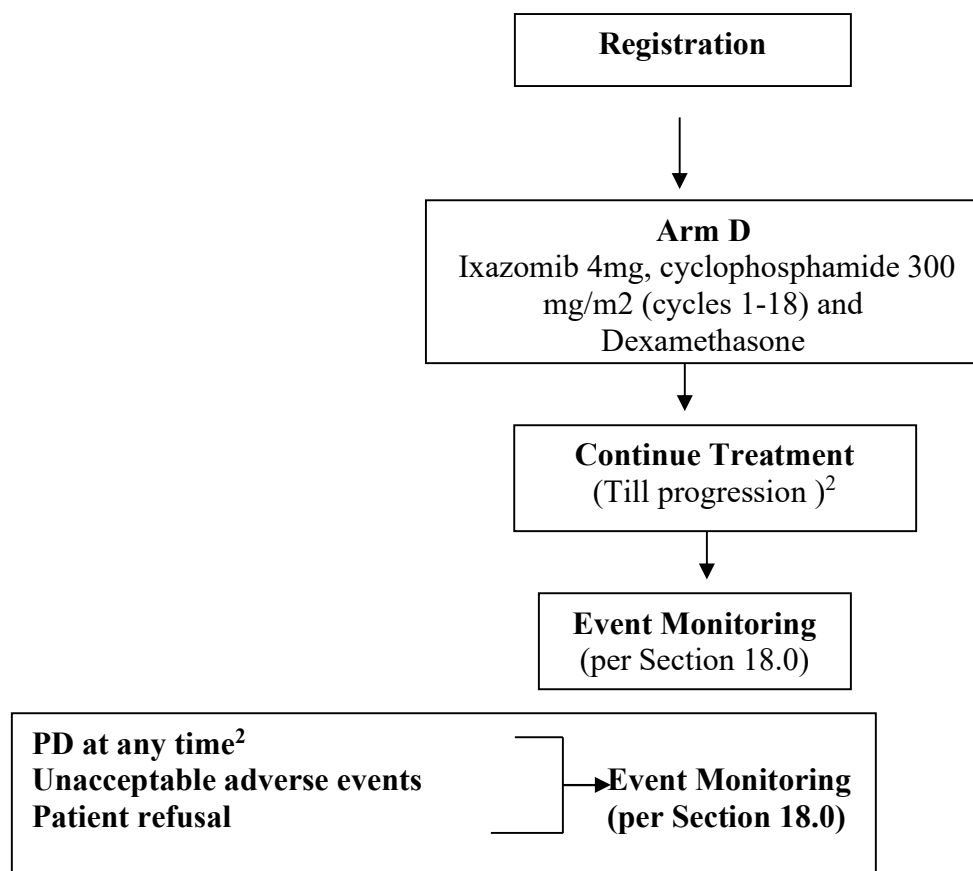 Registration
Arm D
Ixazomib 4mg, cyclophosphamide 300
mg/m2 (cycles 1-18) and
Dexamethasone
Continue Treatment
(Till progression )²
Event Monitoring
(per Section 18.0)
PD at any time²
Unacceptable adverse events
Patient refusal
Event Monitoring
(per Section 18.0)